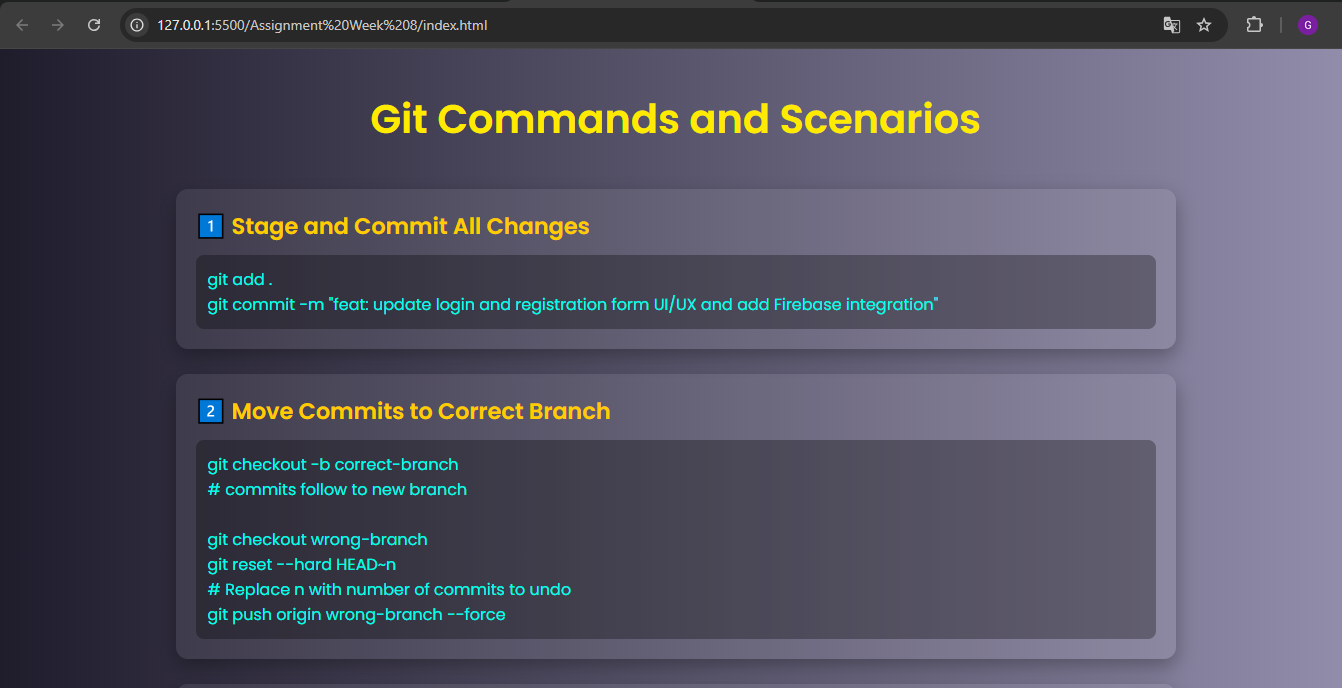 127.0.0.1:5500/Assignment%20Week%208/index.html
G
Git Commands and Scenarios
1 Stage and Commit All Changes
git add .
git commit -m "feat: update login and registration form UI/UX and add Firebase integration"
2 Move Commits to Correct Branch
git checkout -b correct-branch
# commits follow to new branch
git checkout wrong-branch
git reset --hard HEAD~n
# Replace n with number of commits to undo
git push origin wrong-branch --force